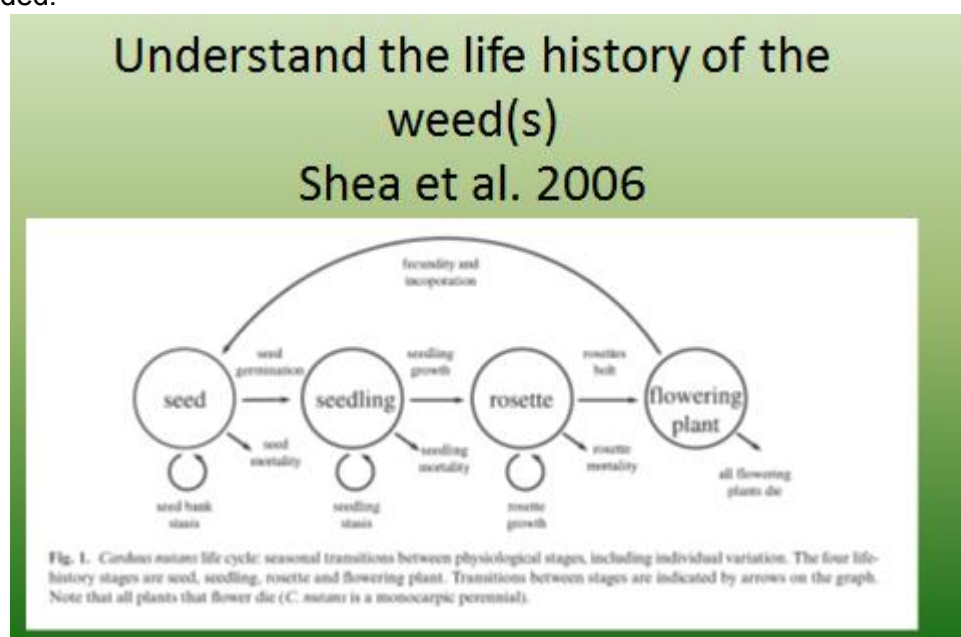 ded.
Understand the life history of the
weed(s)
Shea et al. 2006
fecundity and
incoporation
seed
germination
seedling
growth
rosettes
bolt
seed
seedling
rosette
flowering
plant
seed
mortality
seedling
mortality
rosette
mortality
all flowering
plants die
seed bank
stasis
seedling
stasis
rosette
growth
Fig. 1. Carduus nutans life cycle: seasonal transitions between physiological stages, including individual variation. The four life-
history stages are seed, seedling, rosette and flowering plant. Transitions between stages are indicated by arrows on the graph.
Note that all plants that flower die (C. nutans is a monocarpic perennial).